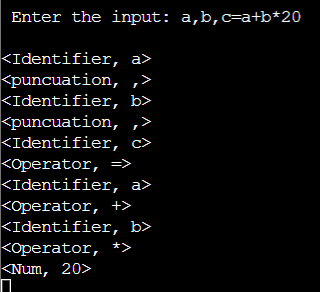 Enter the input: a,b,c=a+b*20
<Identifier, a>
<puncuation, ,>
<Identifier, b>
<puncuation, ,>
<Identifier, c>
<Operator, =>
<Identifier, a>
<Operator, +>
<Identifier, b>
<Operator, *>
<Num, 20>